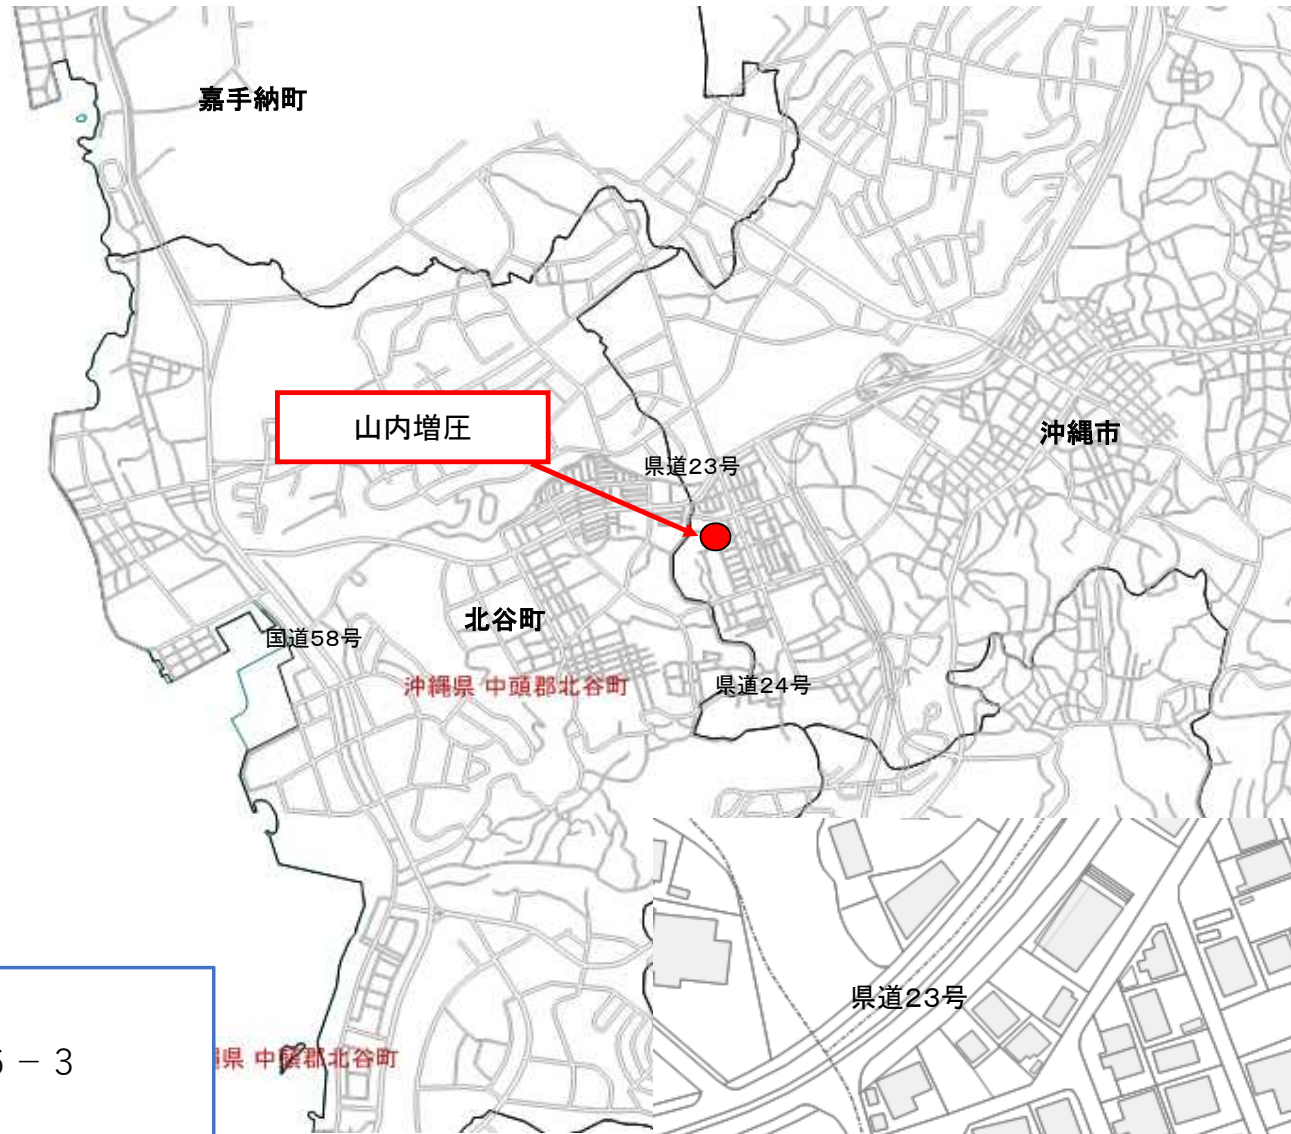 嘉手納町
山内増圧
沖縄市
県道23号
北谷町
国道58号
沖縄県 中頭郡北谷町
県道24号
県道23号
県 中頭郡北谷町
－３